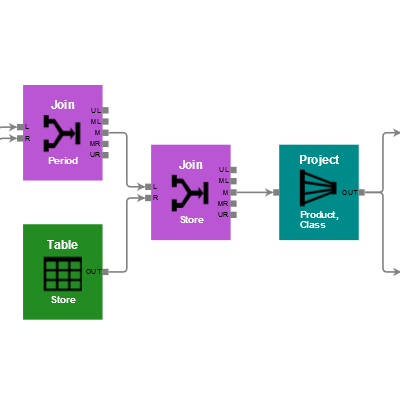 Join
L
R
UL
ML
M
MR
UR
Period
Join
L
R
UL
ML
M
MR
UR
Store
Project
OUT
Product,
Class
Table
OUT
Store